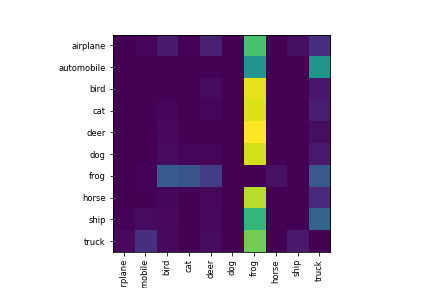 airplane
automobile
bird
cat
deer
dog
frog
horse
ship
truck
rplane
mobile
bird
cat
deer
dog
frog
horse
ship
truck